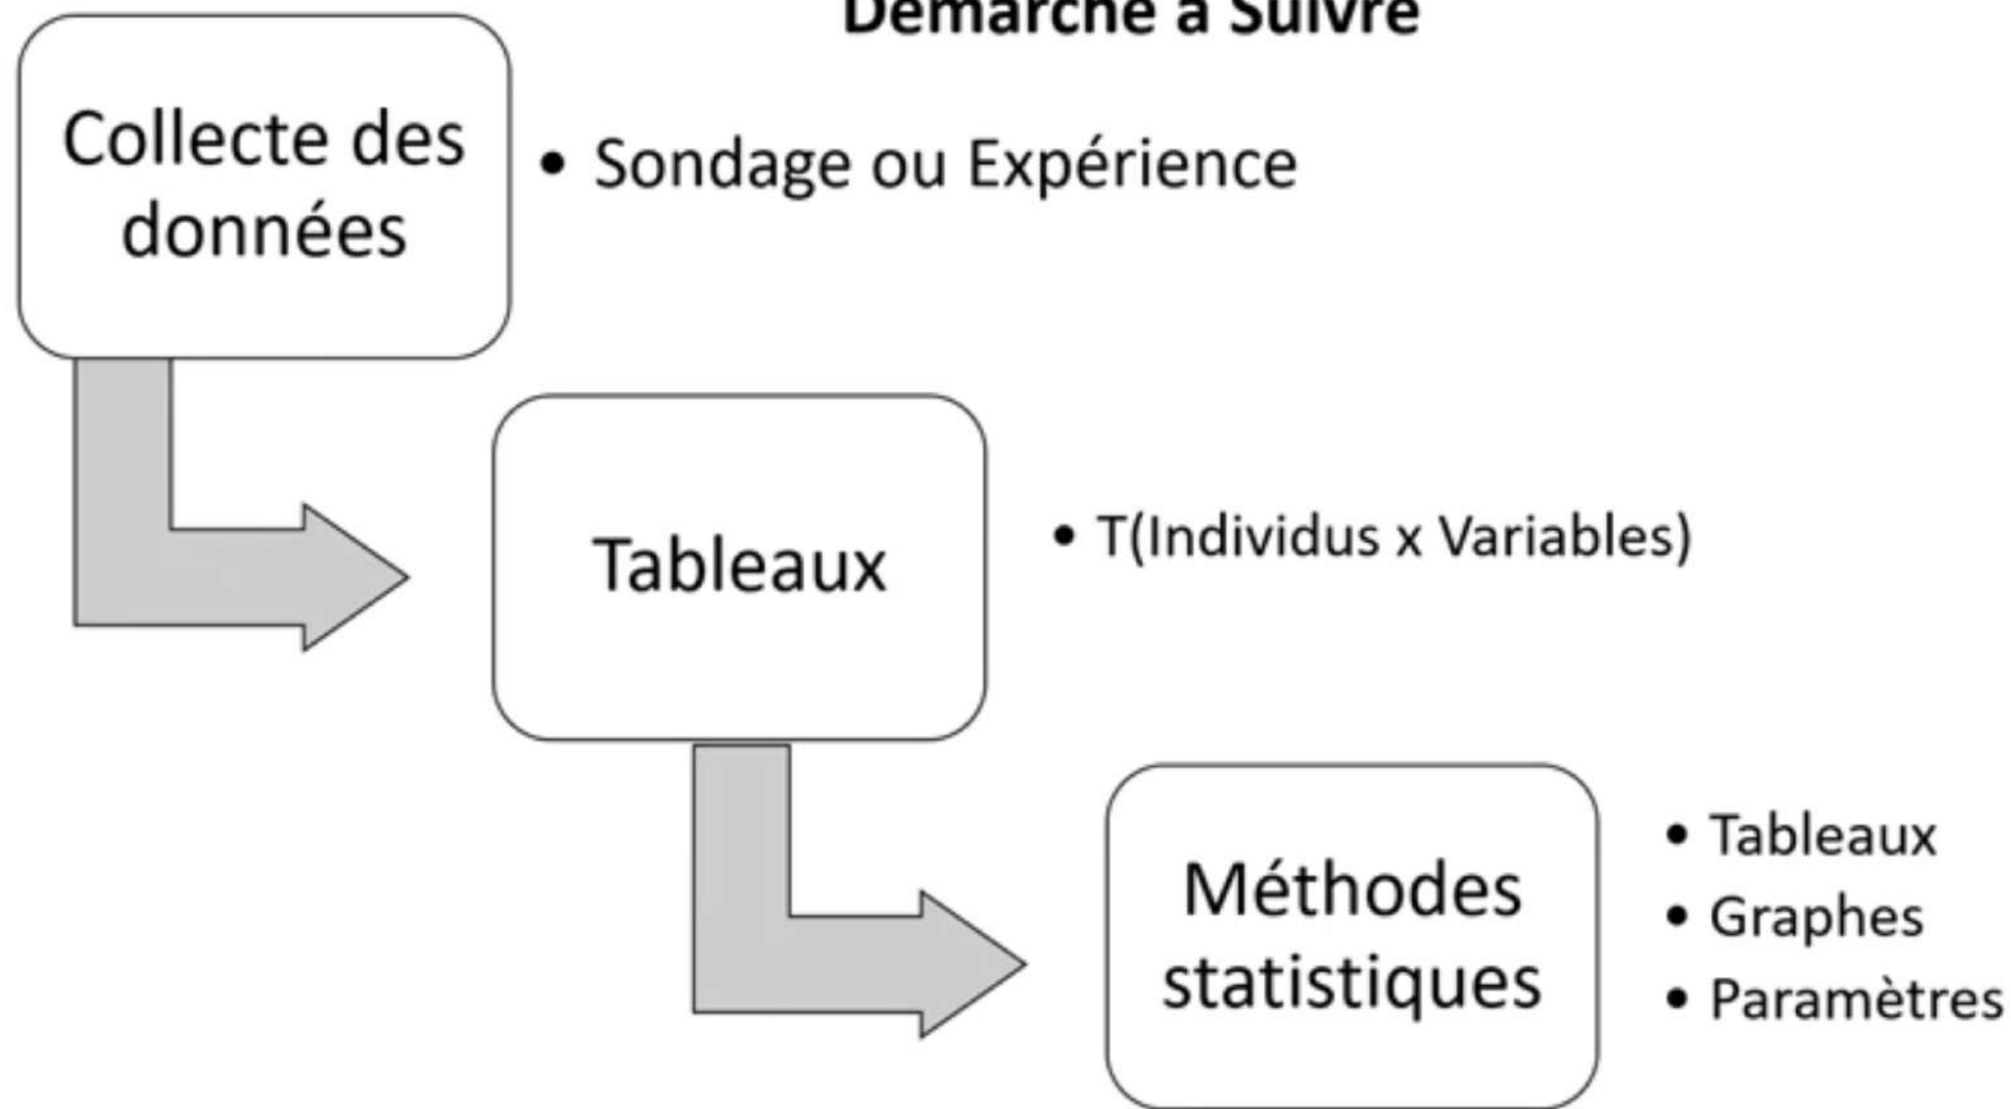 Démarche à Suivre
Collecte des
données
• Sondage ou Expérience
Tableaux
• T(Individus x Variables)
Méthodes
statistiques
• Tableaux
• Graphes
• Paramètres